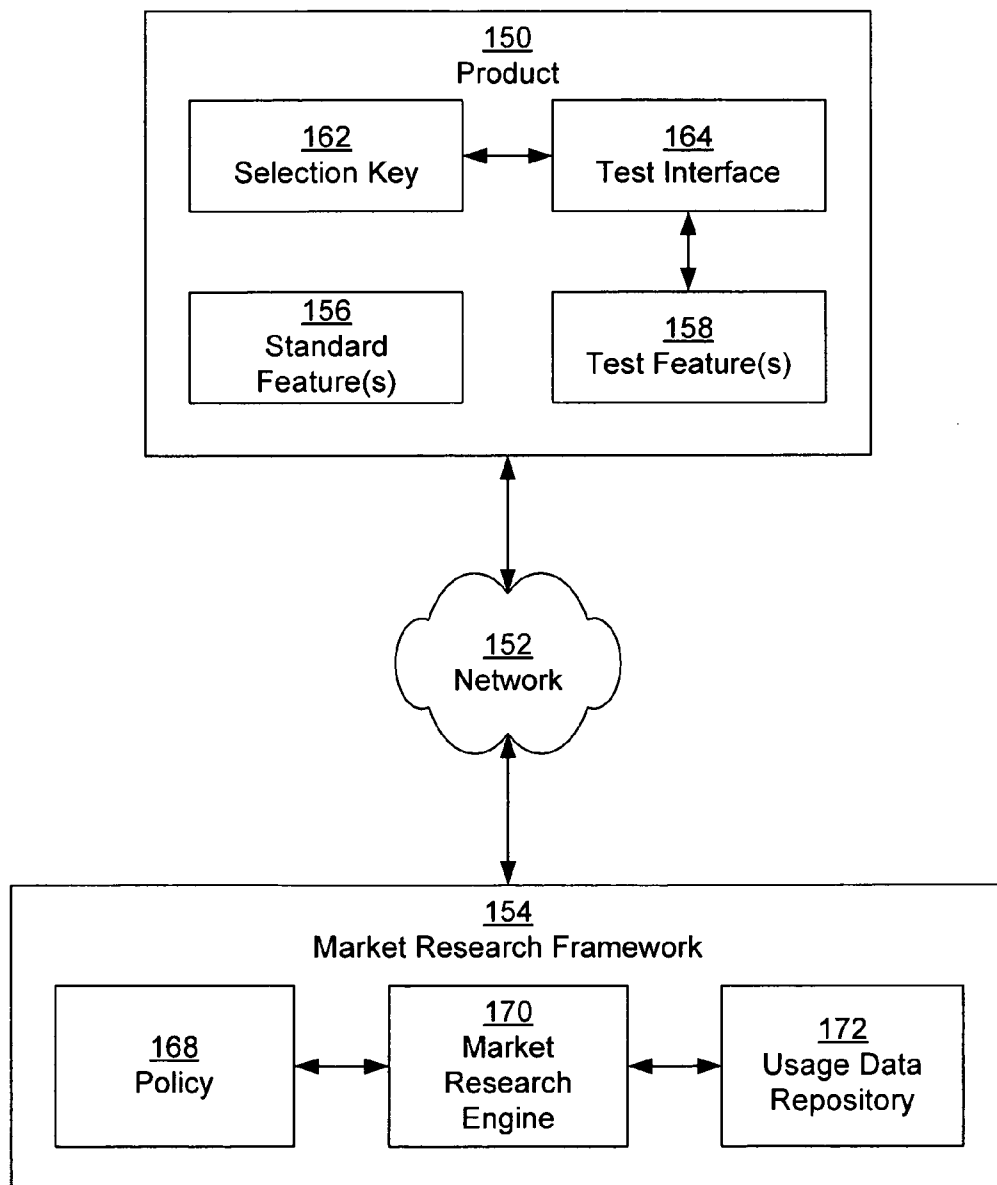 150
Product
162
Selection Key
164
Test Interface
156
Standard
Feature(s)
158
Test Feature(s)
152
Network
154
Market Research Framework
168
Policy
170
Market
Research
Engine
172
Usage Data
Repository